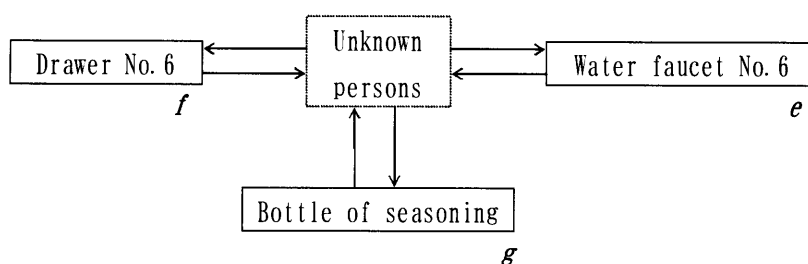 Unknown
persons
Drawer No. 6
f
Water faucet No. 6
e
Bottle of seasoning
g